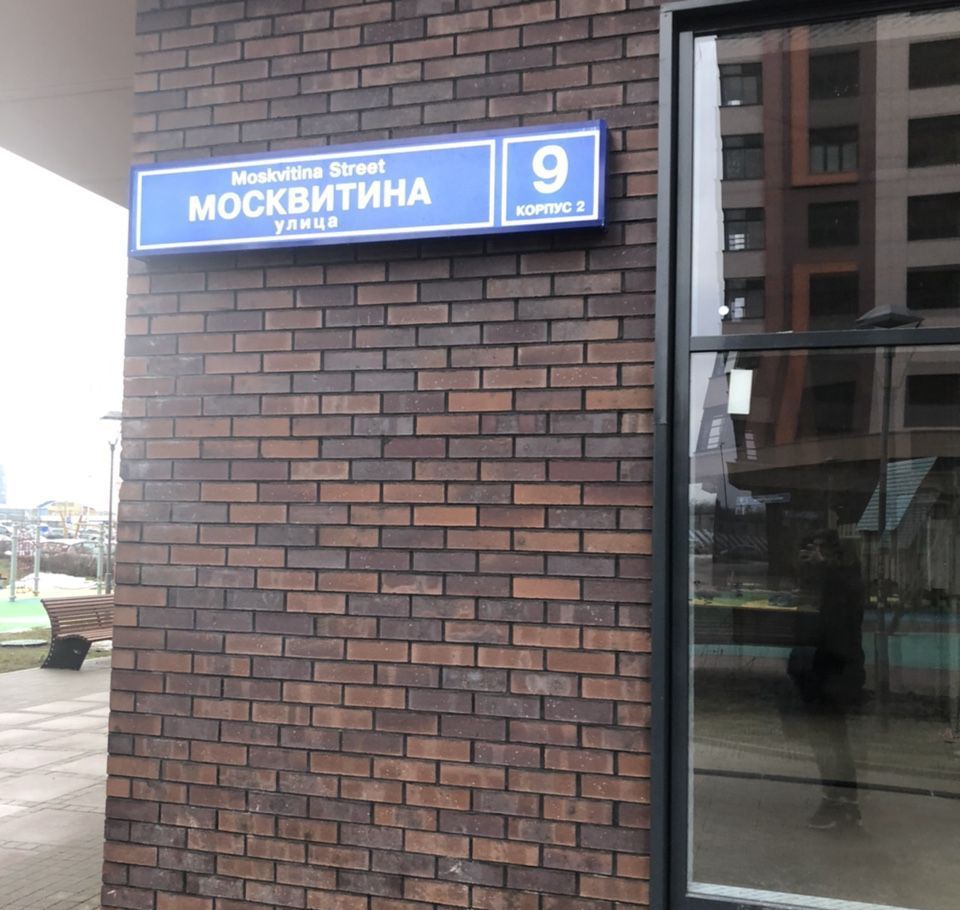 Moskvitina Street
МОСКВИТИНА
улица
9
КОРПУС 2